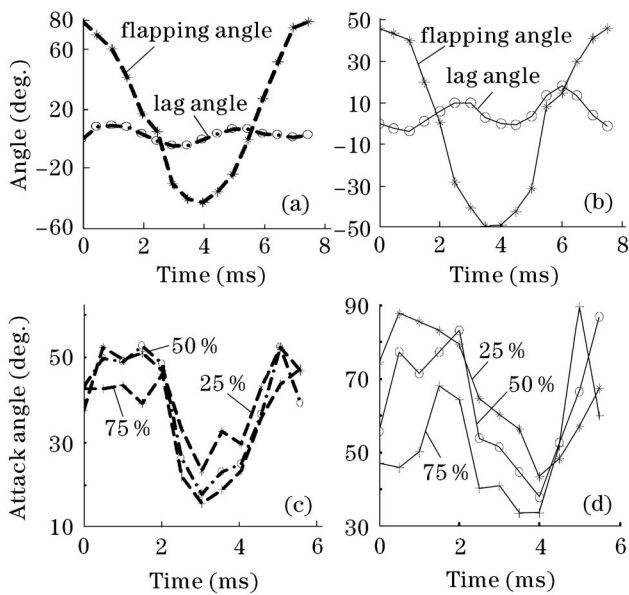 80
flapping angle
20
lag angle
−20
−60
(a)
Angle (deg.)
0 2 4 6 8
Time (ms)
50
flapping angle
30
lag angle
10
−10
−30
−50
(b)
0 2 4 6 8
Time (ms)
50 %
50
25 %
75 %
30
10
(c)
Attack angle (deg.)
0 2 4 6
Time (ms)
90
25 %
70
50 %
50
75 %
30
(d)
0 2 4 6
Time (ms)